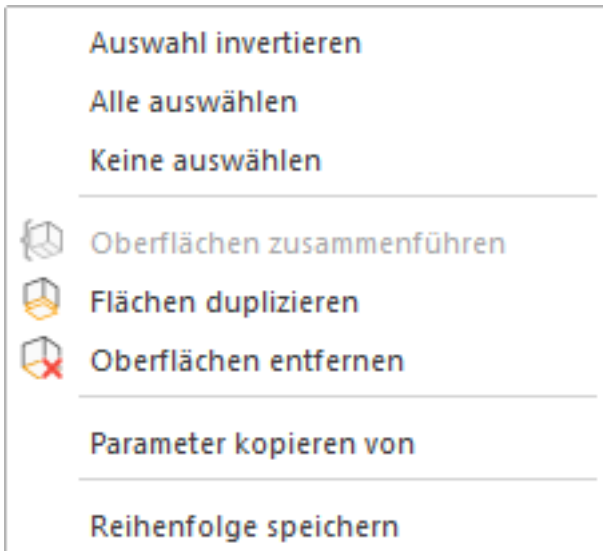 Auswahl invertieren
Alle auswählen
Keine auswählen
Oberflächen zusammenführen
Flächen duplizieren
Oberflächen entfernen
Parameter kopieren von
Reihenfolge speichern